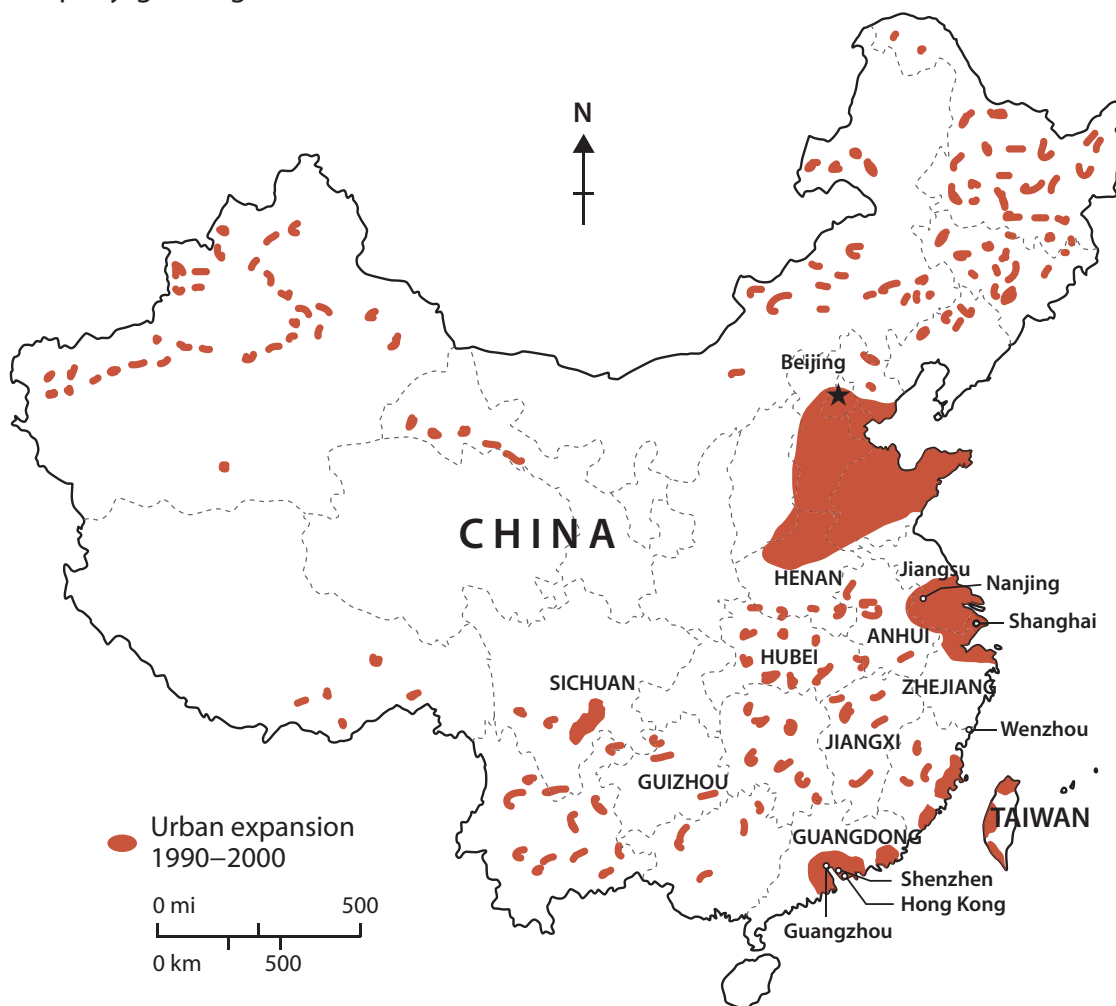 N
Beijing
CHINA
HENAN
Jiangsu
Nanjing
Shanghai
ANHUI
HUBEI
SICHUAN
ZHEJIANG
Wenzhou
JIANGXI
GUIZHOU
TAIWAN
GUANGDONG
Shenzhen
Hong Kong
Guangzhou
Urban expansion
1990–2000
0 mi 500
0 km 500